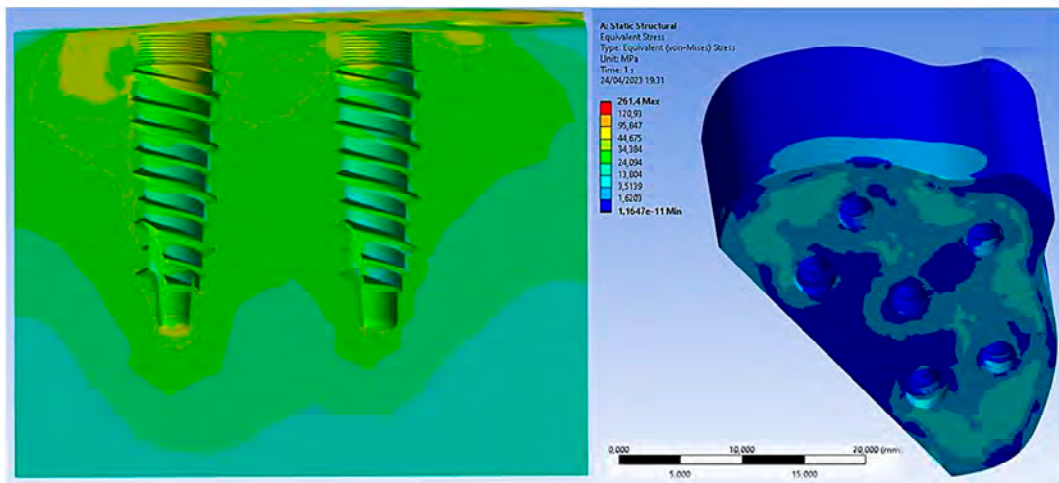 A: Static Structural
Equivalent Stress
Type: Equivalent (von-Mises) Stress
Unit: MPa
Time: 1 s
24/04/2023 19:31
261,4 Max
120,93
95,847
44,675
34,384
24,094
13,804
3,5139
1,6203
1,1647e-11 Min
0,000
10,000
20,000 (mm)
5,000
15,000